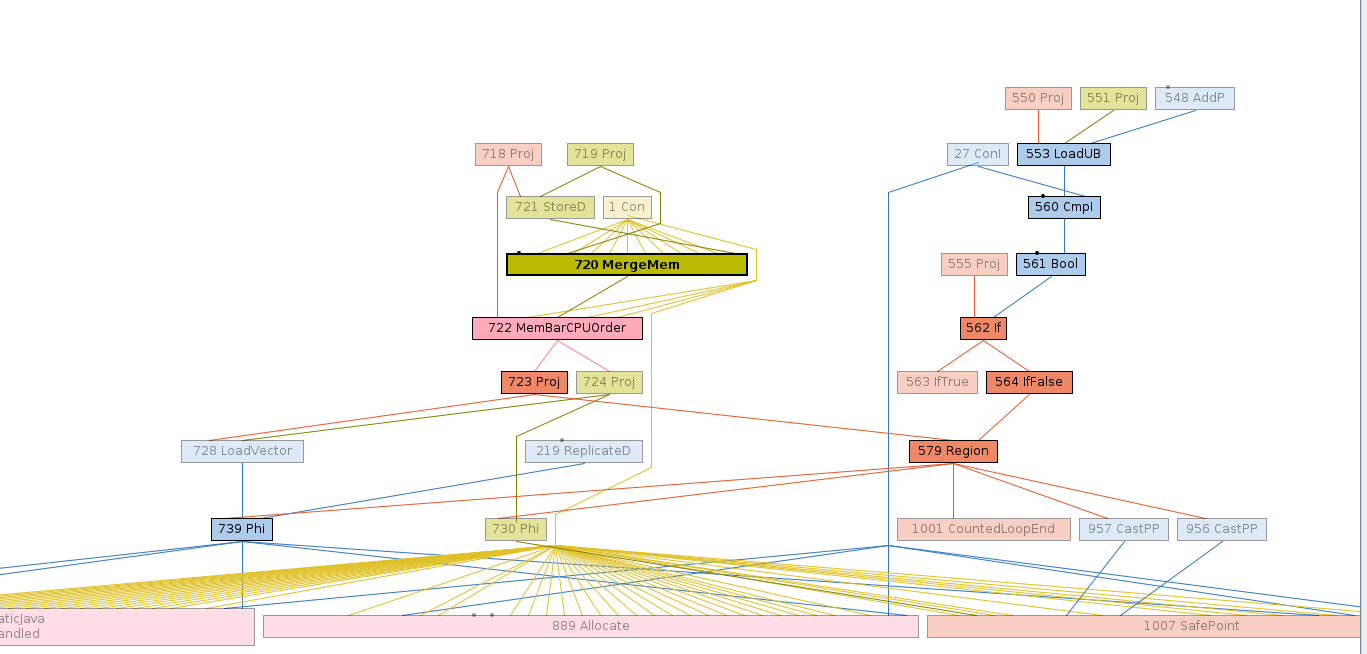 550 Proj
551 Proj
548 AddP
718 Proj
719 Proj
27 ConI
553 LoadUB
721 StoreD
1 Con
560 CmpI
720 MergeMem
555 Proj
561 Bool
722 MemBarCPUOrder
562 If
723 Proj
724 Proj
563 IfTrue
564 IfFalse
728 LoadVector
219 ReplicateD
579 Region
739 Phi
730 Phi
1001 CountedLoopEnd
957 CastPP
956 CastPP
aticJava
andled
889 Allocate
1007 SafePoint